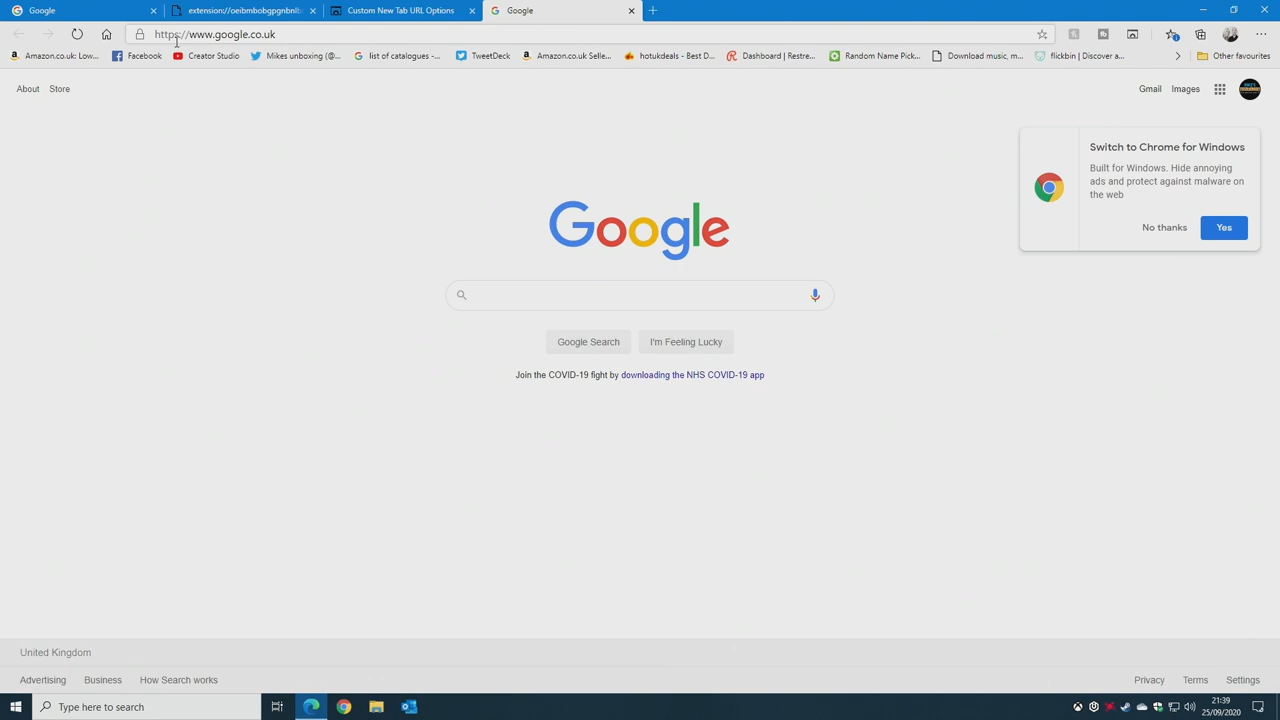 Google
extension://oeibmbobgpgnbnlb
Custom New Tab URL Options
Google
https://www.google.co.uk
Amazon.co.uk: Low...
Facebook
Creator Studio
Mikes unboxing (@...
list of catalogues -...
TweetDeck
Amazon.co.uk Selle...
hotukdeals - Best D...
Dashboard | Restre...
Random Name Pick...
Download music, m...
flickbin | Discover a...
Other favourites
About
Store
Gmail
Images
Switch to Chrome for Windows
Built for Windows. Hide annoying
ads and protect against malware on
the web
No thanks
Yes
Google
Google Search
I'm Feeling Lucky
Join the COVID-19 fight by downloading the NHS COVID-19 app
United Kingdom
Advertising
Business
How Search works
Privacy
Terms
Settings
Type here to search
21:39
25/09/2020